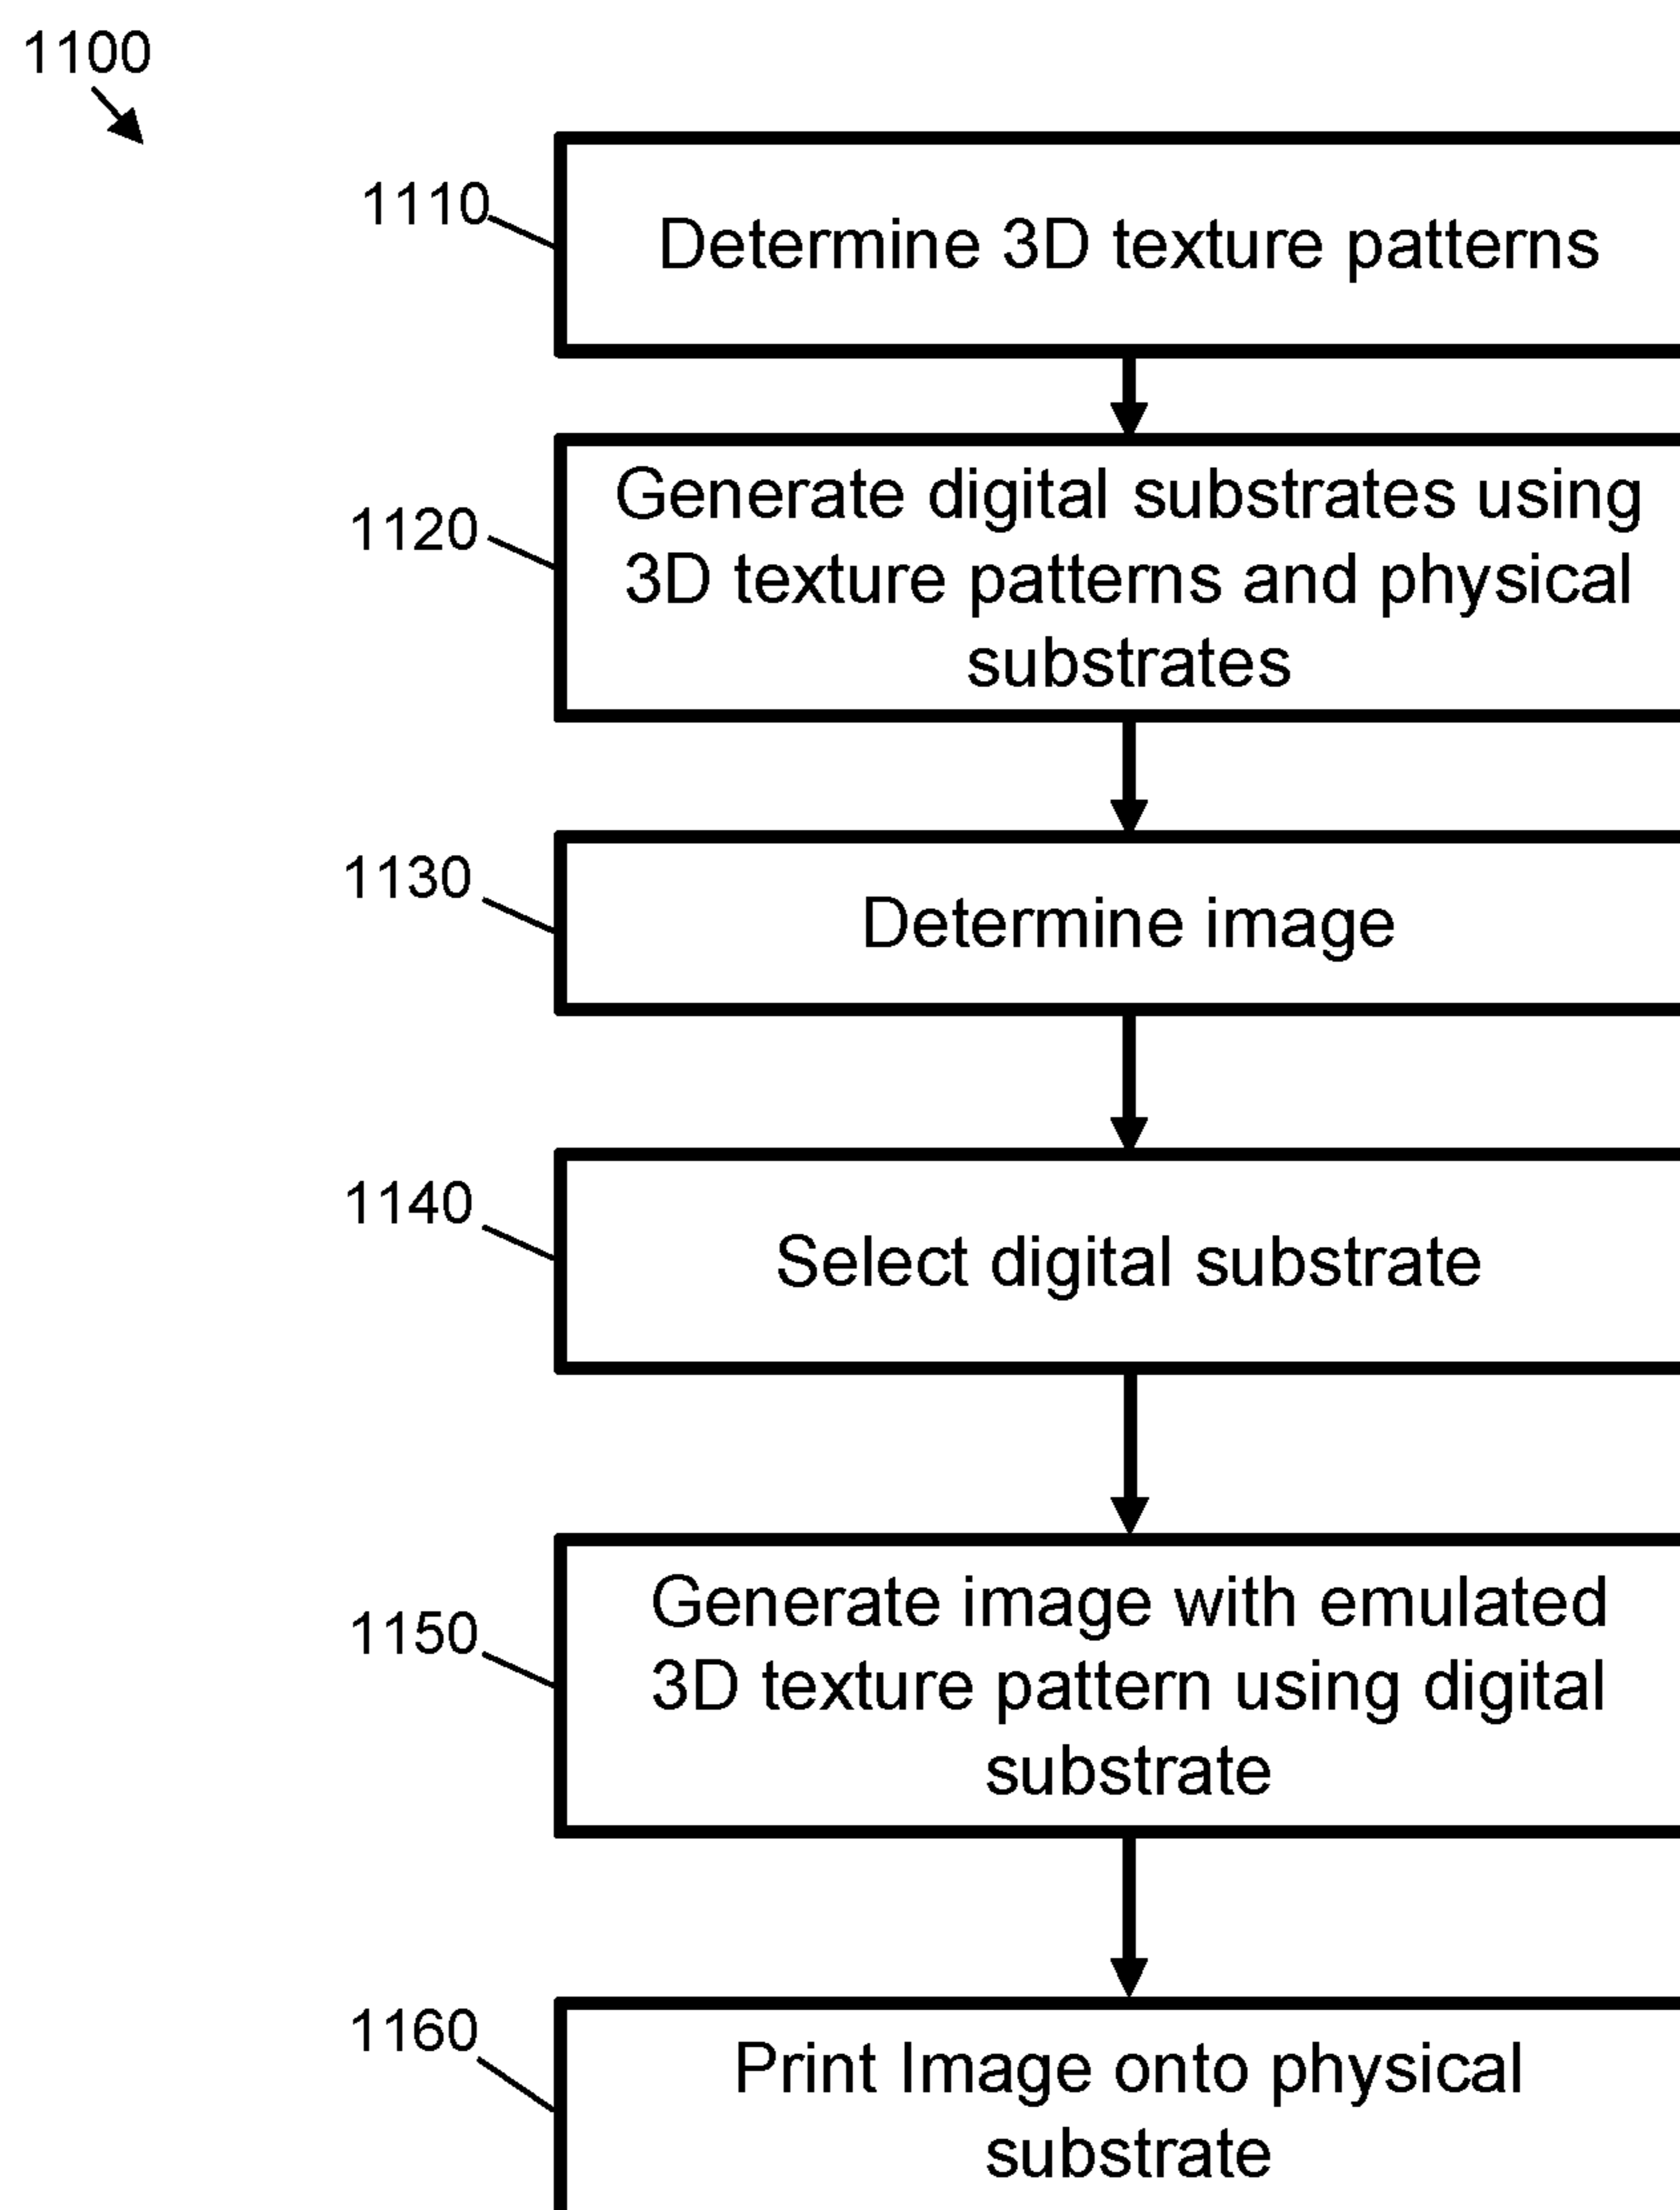 1100
1110
Determine 3D texture patterns
1120
Generate digital substrates using
3D texture patterns and physical
substrates
1130
Determine image
1140
Select digital substrate
1150
Generate image with emulated
3D texture pattern using digital
substrate
1160
Print Image onto physical
substrate